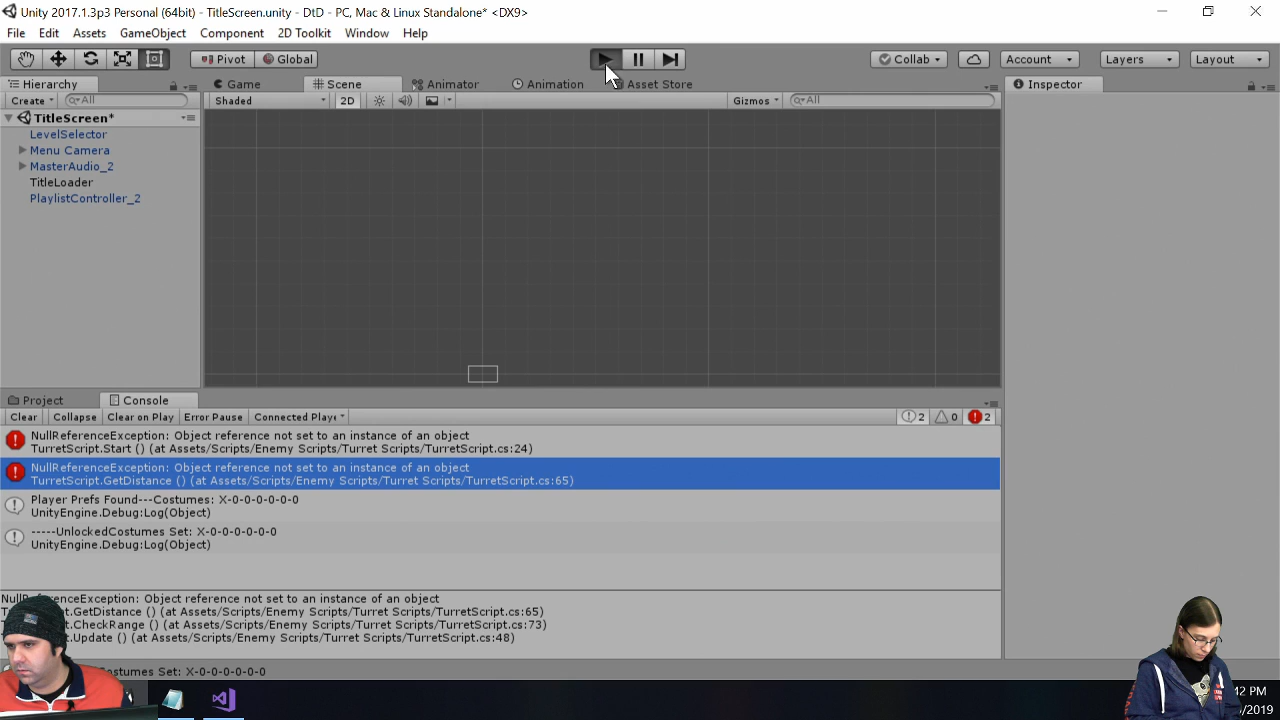 Unity 2017.1.3p3 Personal (64bit) - TitleScreen.unity - DtD - PC, Mac & Linux Standalone* <DX9>
File Edit Assets GameObject Component 2D Toolkit Window Help
Pivot Global Collab Account Layers Layout
Hierarchy Game Scene Animator Animation Asset Store Inspector
Create All Shaded 2D Gizmos All
TitleScreen*
LevelSelector
Menu Camera
MasterAudio_2
TitleLoader
PlaylistController_2
Project Console
Clear Collapse Clear on Play Error Pause Connected Playe 2 0 2
NullReferenceException: Object reference not set to an instance of an object
TurretScript.Start () (at Assets/Scripts/Enemy Scripts/Turret Scripts/TurretScript.cs:24)
NullReferenceException: Object reference not set to an instance of an object
TurretScript.GetDistance () (at Assets/Scripts/Enemy Scripts/Turret Scripts/TurretScript.cs:65)
Player Prefs Found---Costumes: X-0-0-0-0-0-0
UnityEngine.Debug:Log(Object)
-----UnlockedCostumes Set: X-0-0-0-0-0-0
UnityEngine.Debug:Log(Object)
NullReferenceException: Object reference not set to an instance of an object
t.GetDistance () (at Assets/Scripts/Enemy Scripts/Turret Scripts/TurretScript.cs:65)
.CheckRange () (at Assets/Scripts/Enemy Scripts/Turret Scripts/TurretScript.cs:73)
.Update () (at Assets/Scripts/Enemy Scripts/Turret Scripts/TurretScript.cs:48)
ostumes Set: X-0-0-0-0-0-0
42 PM
/2019